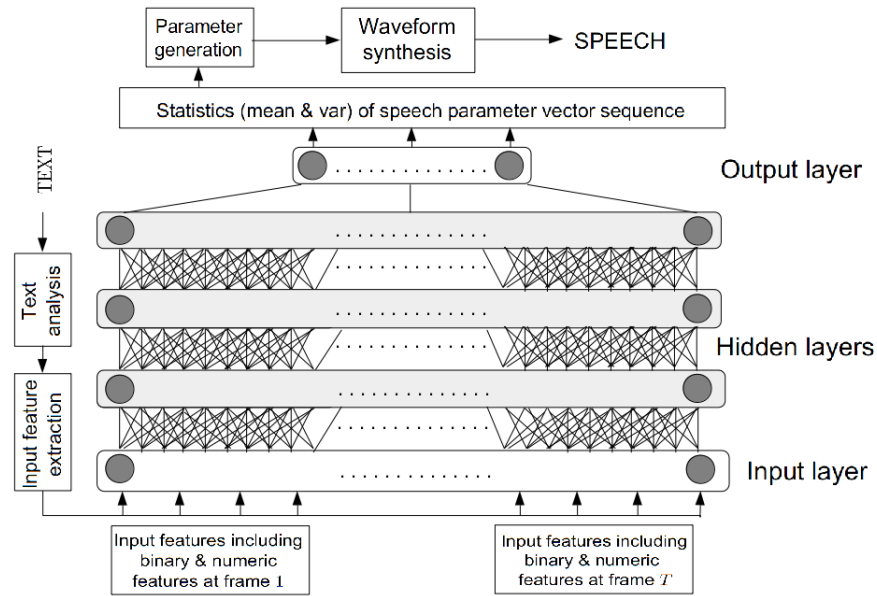 Parameter
generation
Waveform
synthesis
SPEECH
Statistics (mean & var) of speech parameter vector sequence
Output layer
TEXT
Text
analysis
Hidden layers
Input feature
extraction
Input layer
Input features including
binary & numeric
features at frame 1
Input features including
binary & numeric
features at frame T